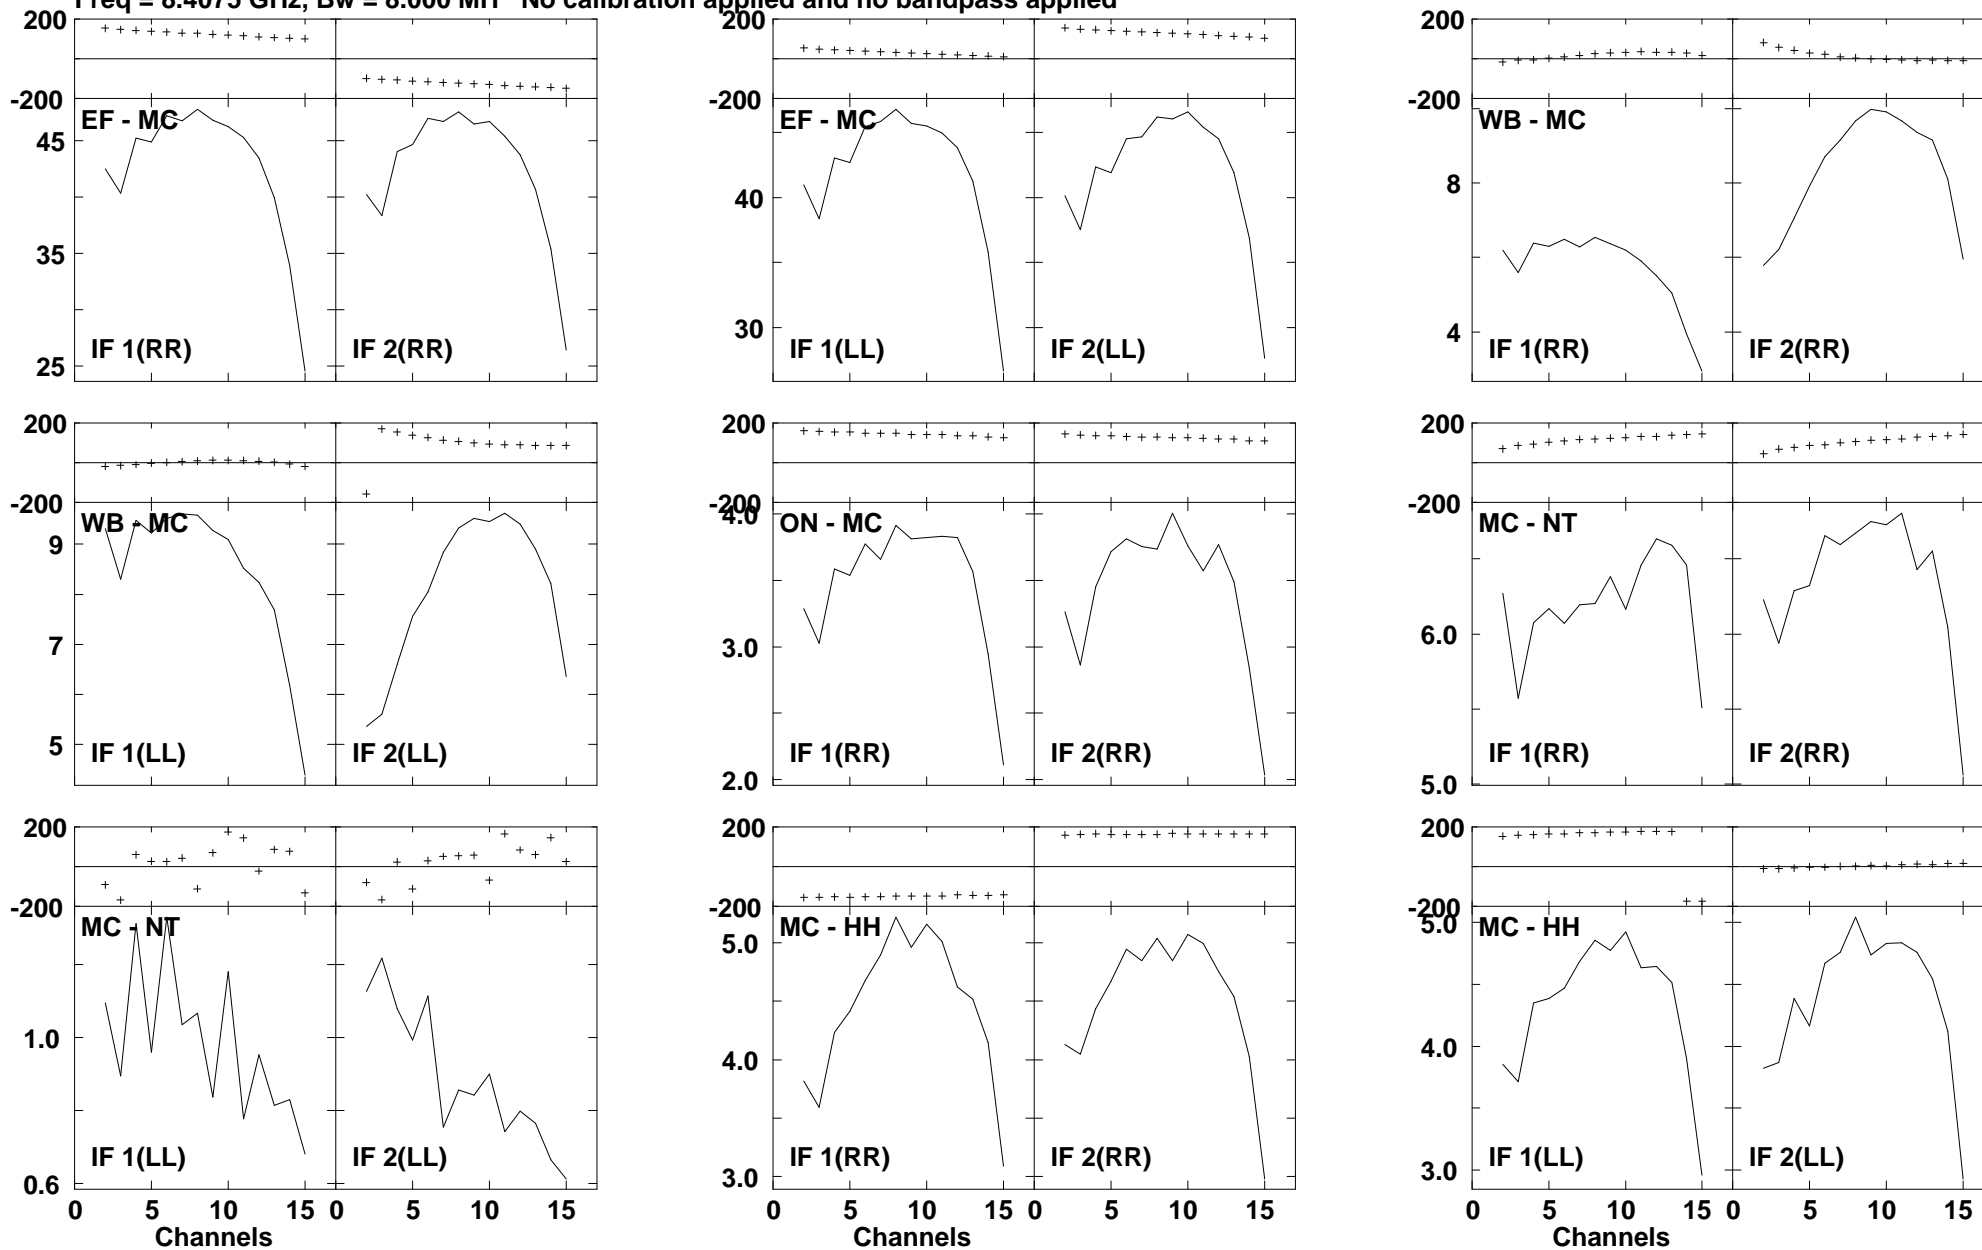 Freq = 8.4075 GHz, Bw = 8.000 MH No calibration applied and no bandpass applied
200
-200
EF - MC
45
35
25
IF 1(RR)
IF 2(RR)
EF - MC
40
30
IF 1(LL)
IF 2(LL)
200
-200
WB - MC
8
4
IF 1(RR)
IF 2(RR)
200
-200
WB - MC
9
7
5
IF 1(LL)
IF 2(LL)
200
-200
4.0
ON - MC
3.0
2.0
IF 1(RR)
IF 2(RR)
200
-200
MC - NT
6.0
5.0
IF 1(RR)
IF 2(RR)
200
-200
MC - NT
1.0
0.6
IF 1(LL)
IF 2(LL)
0 5 10 15 0 5 10 15
Channels
200
-200
MC - HH
5.0
4.0
3.0
IF 1(RR)
IF 2(RR)
0 5 10 15 0 5 10 15
Channels
200
-200
5.0
MC - HH
4.0
3.0
IF 1(LL)
IF 2(LL)
0 5 10 15 0 5 10 15
Channels